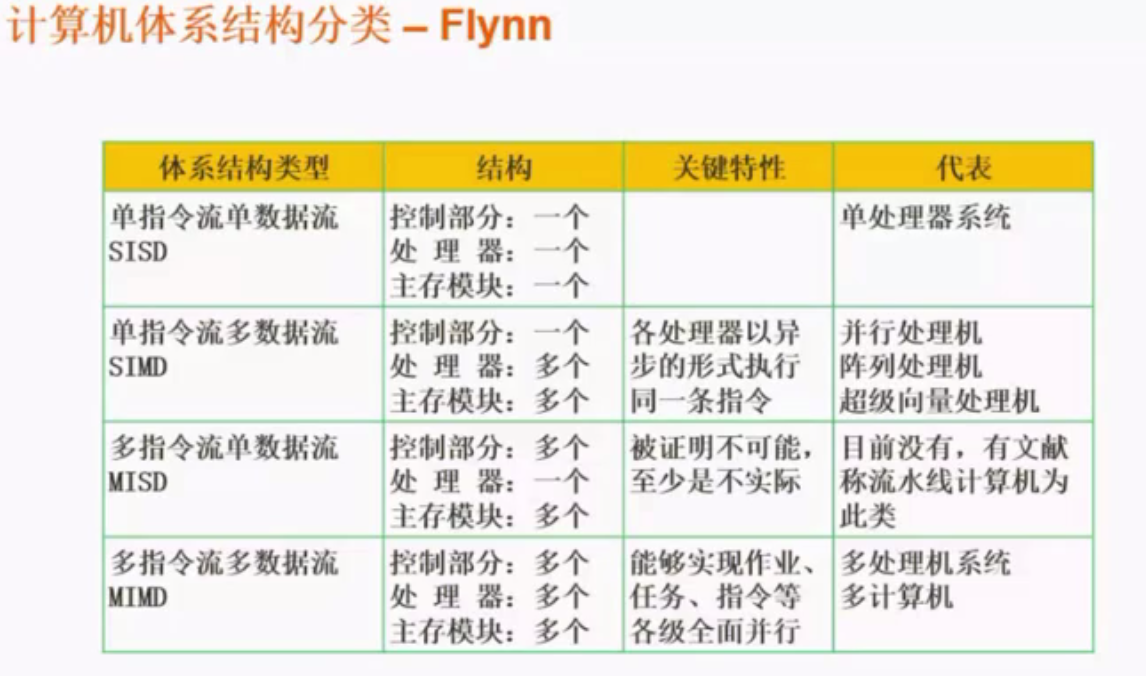 计算机体系结构分类 – Flynn
体系结构类型 结构 关键特性 代表
单指令流单数据流
SISD
控制部分：一个
处 理 器：一个
主存模块：一个
单处理器系统
单指令流多数据流
SIMD
控制部分：一个
处 理 器：多个
主存模块：多个
各处理器以异
步的形式执行
同一条指令
并行处理机
阵列处理机
超级向量处理机
多指令流单数据流
MISD
控制部分：多个
处 理 器：一个
主存模块：多个
被证明不可能，
至少是不实际
目前没有，有文献
称流水线计算机为
此类
多指令流多数据流
MIMD
控制部分：多个
处 理 器：多个
主存模块：多个
能够实现作业、
任务、指令等
各级全面并行
多处理机系统
多计算机